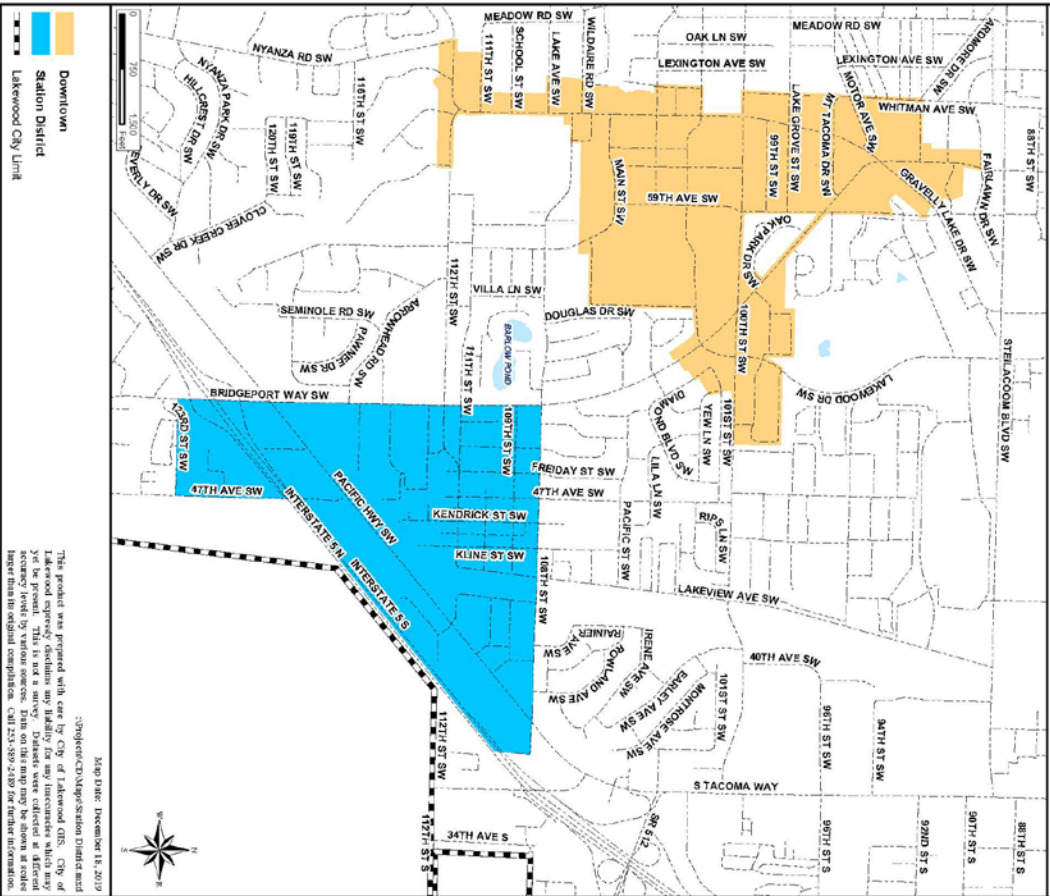 MEADOW RD SW
WILDAIRE RD SW
OAK LN SW
MEADOW RD SW
ARDMORE DR SW
NYANZA RD SW
111TH ST SW
SCHOOL ST SW
LAKE AVE SW
LEXINGTON AVE SW
LEXINGTON AVE SW
MOTOR AVE SW
WHITMAN AVE SW
88TH ST SW
NYANZA PARK DR SW
HILLCREST DR SW
116TH ST SW
119TH ST SW
120TH ST SW
MAIN ST SW
59TH AVE SW
99TH ST SW
LAKE GROVE ST SW
MT TACOMA DR SW
GRAVELLY LAKE DR SW
FAIRLAWN DR SW
EVERLY DR SW
CLOVER CREEK DR SW
OAK PARK DR SW
112TH ST SW
VILLA LN SW
DOUGLAS DR SW
100TH ST SW
SEMINOLE RD SW
ARROWHEAD RD SW
PAWNEE DR SW
111TH ST SW
BARLOW POND
STEILACOOM BLVD SW
LAKEWOOD DR SW
BRIDGEPORT WAY SW
109TH ST SW
DIAMOND BLVD SW
YEW LN SW
101ST ST SW
123RD ST SW
47TH AVE SW
PACIFIC HWY SW
INTERSTATE 5 N
INTERSTATE 5 S
FREIDAY ST SW
47TH AVE SW
KENDRICK ST SW
KLINE ST SW
108TH ST SW
LILA LN SW
PACIFIC ST SW
RIPS LN SW
LAKEVIEW AVE SW
RAINIER AVE SW
ROWLAND AVE SW
IRENE AVE SW
EARLEY AVE SW
MONTROSE AVE SW
101ST ST SW
40TH AVE SW
96TH ST SW
94TH ST SW
112TH ST SW
S TACOMA WAY
SR 512
34TH AVE S
112TH ST S
96TH ST S
92ND ST S
90TH ST S
88TH ST S
0 750 1,500
Feet
Downtown
Station District
Lakewood City Limit
N
E
S
W
Map Date: December 18, 2019
:\Projects\CD\Maps\Station District.mxd
This product was prepared with care by City of Lakewood GIS. City of
Lakewood expressly disclaims any liability for any inaccuracies which may
yet be present. This is not a survey. Datasets were collected at different
accuracy levels by various sources. Data on this map may be shown at scales
larger than its original compilation. Call 253-589-2489 for further information.